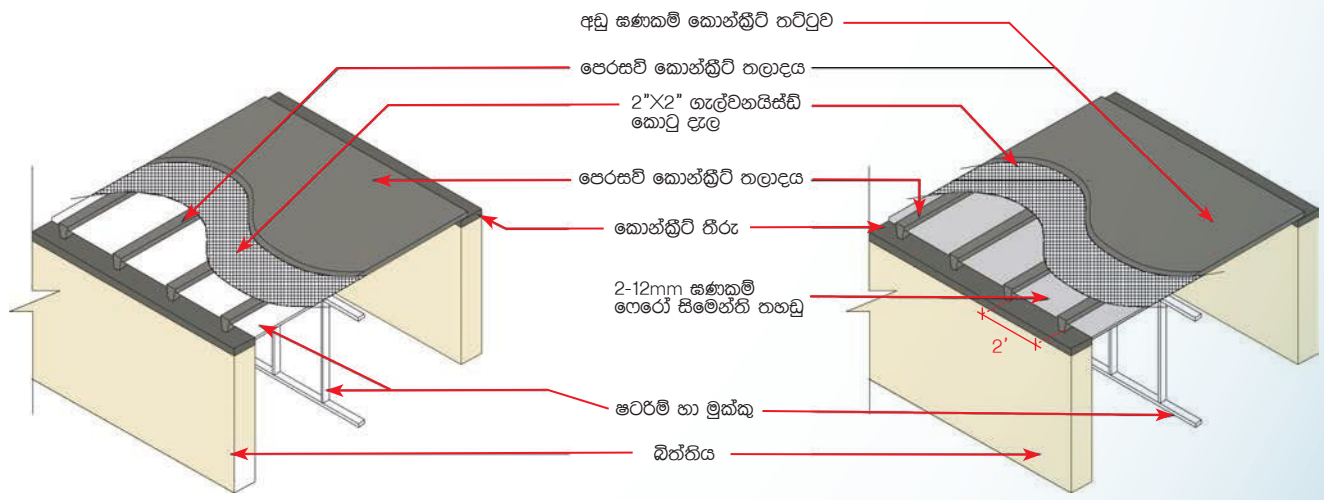 අඩු ඝණකම් කොන්ක්‍රීට් තට්ටුව
පෙරසවි කොන්ක්‍රීට් තලාදය
2”X2” ගැල්වනයිස්ඩ්
කොටු දැල
පෙරසවි කොන්ක්‍රීට් තලාදය
කොන්ක්‍රීට් තීරු
2-12mm ඝණකම්
ෆෙරෝ සිමෙන්ති තහඩු
2’
ෂටරිම් හා මුක්කු
බිත්තිය